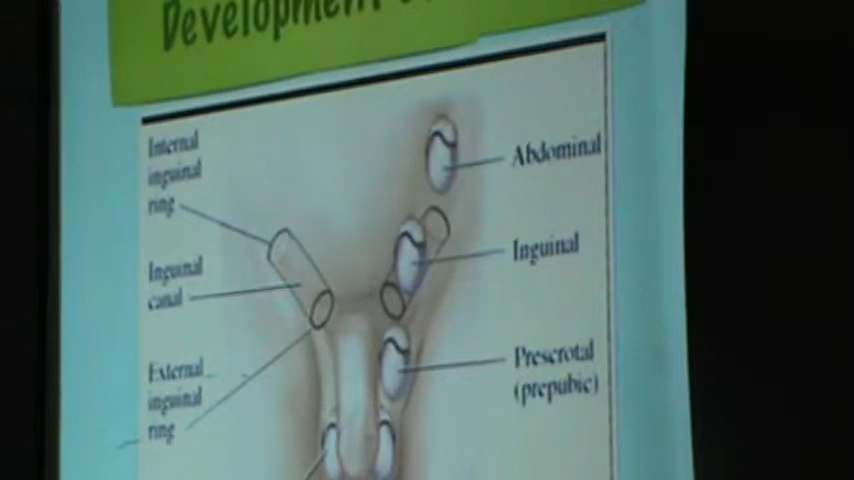 Development
Internal
inguinal
ring
Abdominal
Inguinal
Inguinal
canal
Prescrotal
(prepubic)
External
inguinal
ring